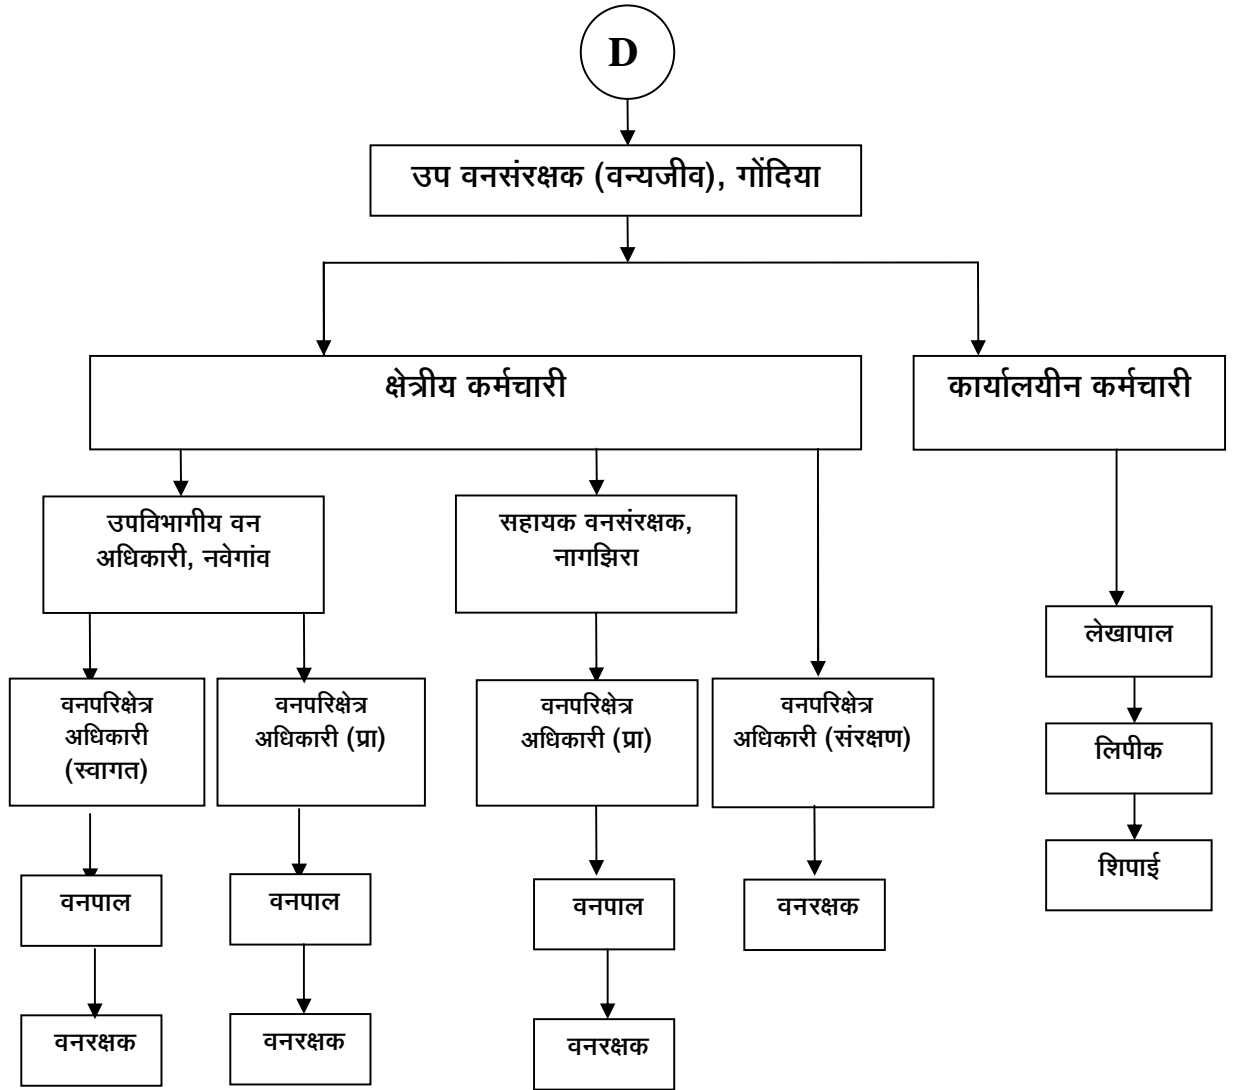 D
उप वनसंरक्षक (वन्यजीव), गोंदिया
क्षेत्रीय कर्मचारी
कार्यालयीन कर्मचारी
उपविभागीय वन
अधिकारी, नवेगांव
सहायक वनसंरक्षक,
नागझिरा
लेखापाल
वनपरिक्षेत्र
अधिकारी
(स्वागत)
वनपरिक्षेत्र
अधिकारी (प्रा)
वनपरिक्षेत्र
अधिकारी (प्रा)
वनपरिक्षेत्र
अधिकारी (संरक्षण)
लिपीक
शिपाई
वनपाल
वनपाल
वनपाल
वनरक्षक
वनरक्षक
वनरक्षक
वनरक्षक